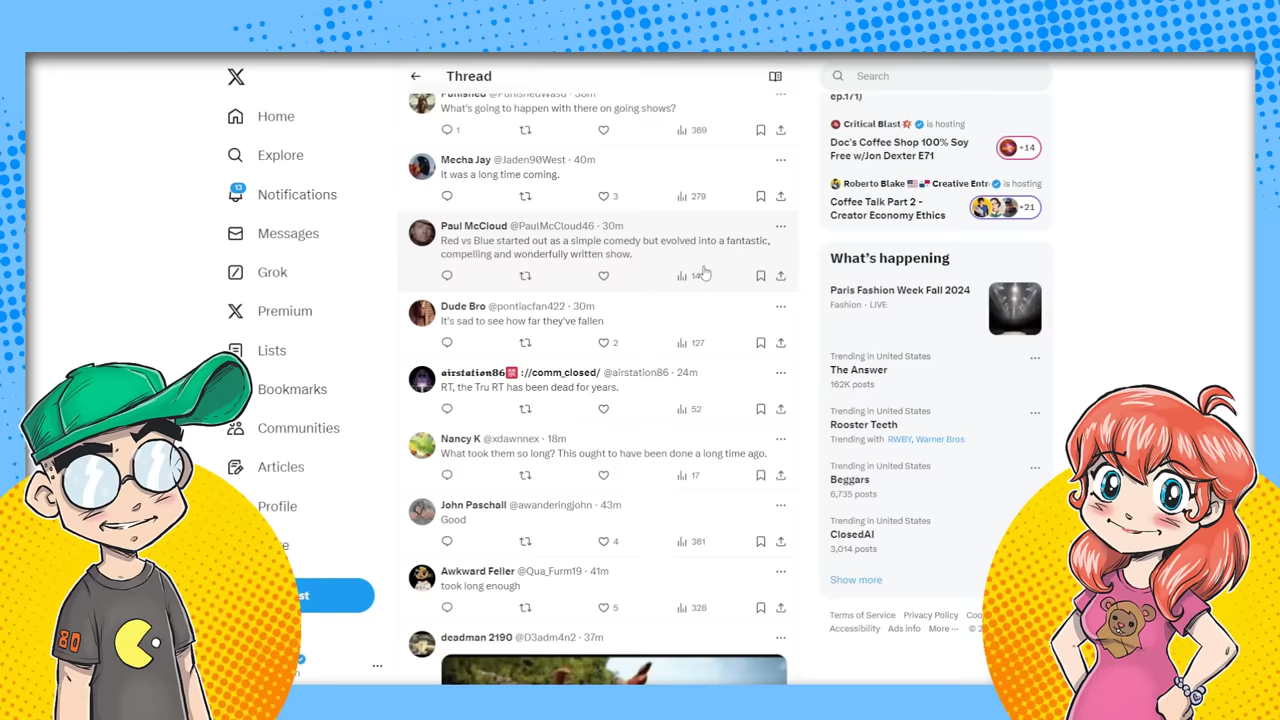 Home
Explore
13
Notifications
Messages
Grok
Premium
Lists
Bookmarks
Communities
Articles
Profile
Thread
@PunishedWasd · 38m
What's going to happen with there on going shows?
1
369
Mecha Jay @Jaden90West · 40m
It was a long time coming.
3
279
Paul McCloud @PaulMcCloud46 · 30m
Red vs Blue started out as a simple comedy but evolved into a fantastic,
compelling and wonderfully written show.
Dude Bro @pontiacfan422 · 30m
It's sad to see how far they've fallen
2
127
airstation86 ://comm_closed/ @airstation86 · 24m
RT, the Tru RT has been dead for years.
52
Nancy K @xdawnnex · 18m
What took them so long? This ought to have been done a long time ago.
17
John Paschall @awanderingjohn · 43m
Good
4
361
Awkward Feller @Qua_Furm19 · 41m
took long enough
5
328
deadman 2190 @D3adm4n2 · 37m
Search
ep.171)
Critical Blast is hosting
Doc's Coffee Shop 100% Soy
Free w/Jon Dexter E71
+14
Roberto Blake Creative Entr is hosting
Coffee Talk Part 2 -
Creator Economy Ethics
+21
What's happening
Paris Fashion Week Fall 2024
Fashion · LIVE
Trending in United States
The Answer
162K posts
Trending in United States
Rooster Teeth
Trending with RWBY, Warner Bros
Trending in United States
Beggars
6,735 posts
Trending in United States
ClosedAI
3,014 posts
Show more
Terms of Service Privacy Policy Coo
Accessibility Ads info More ··· ©
80